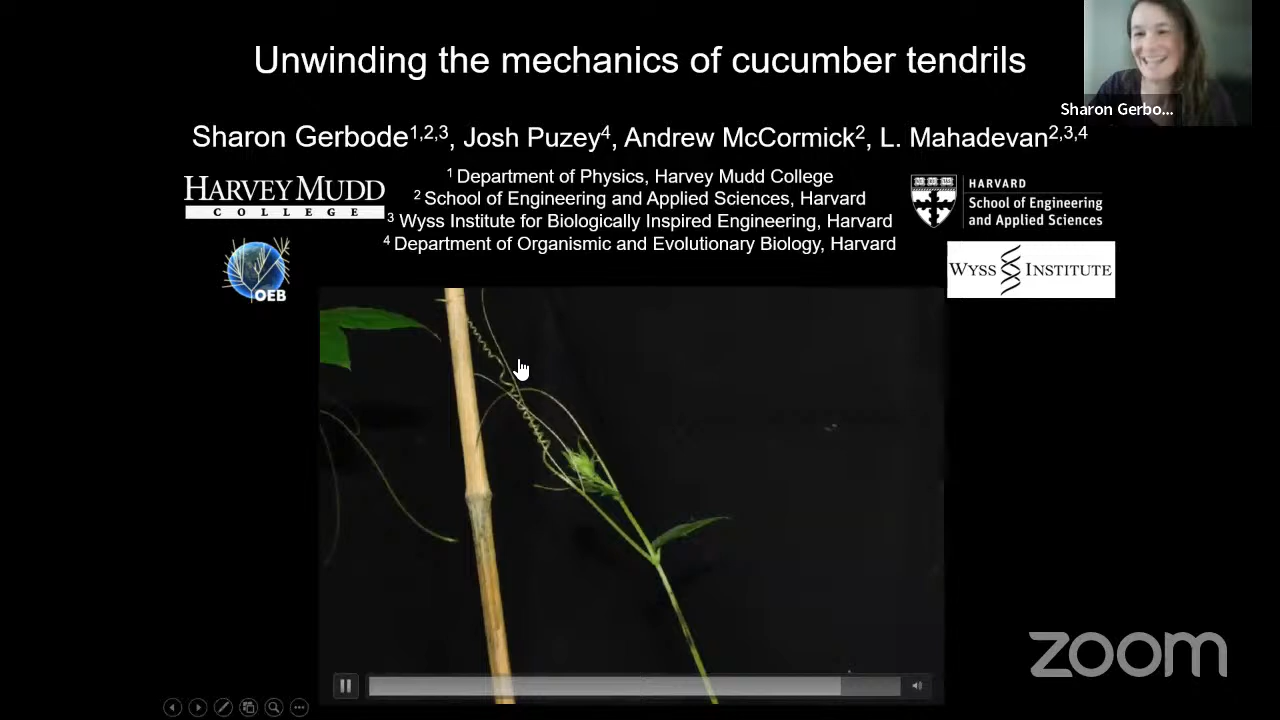 Unwinding the mechanics of cucumber tendrils
Sharon Gerbo...
Sharon Gerbode1,2,3, Josh Puzey4, Andrew McCormick2, L. Mahadevan2,3,4
1 Department of Physics, Harvey Mudd College
2 School of Engineering and Applied Sciences, Harvard
3 Wyss Institute for Biologically Inspired Engineering, Harvard
4 Department of Organismic and Evolutionary Biology, Harvard
HARVEY MUDD
COLLEGE
HARVARD
School of Engineering
and Applied Sciences
OEB
WYSS INSTITUTE
zoom